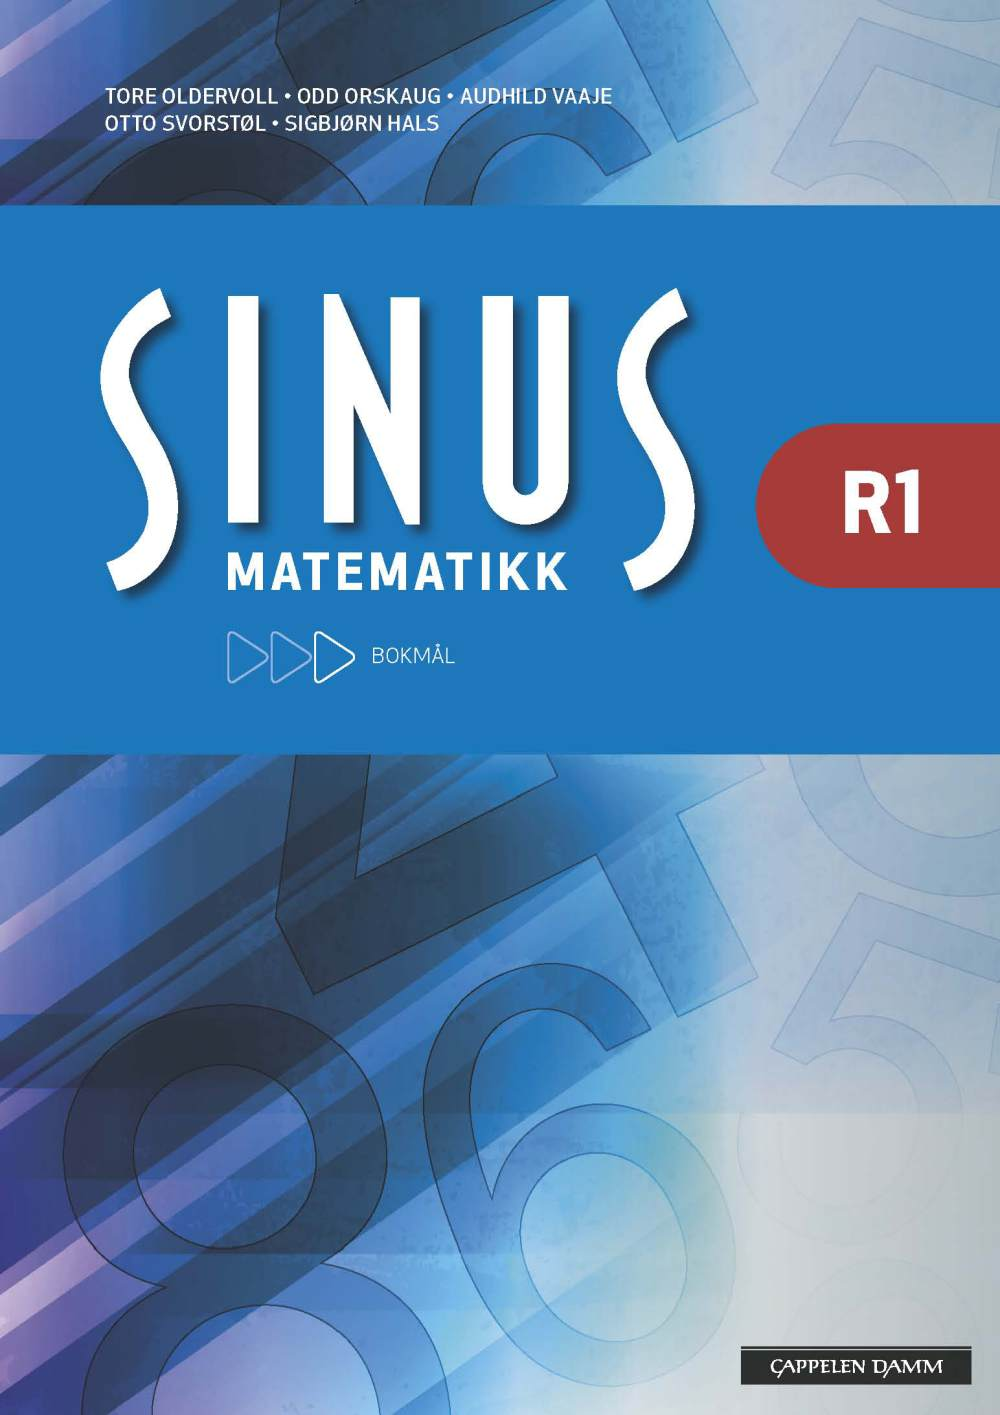 TORE OLDERVOLL • ODD ORSKAUG • AUDHILD VAAJE
OTTO SVORSTØL • SIGBJØRN HALS
SINUS
R1
MATEMATIKK
BOKMÅL
CAPPELEN DAMM